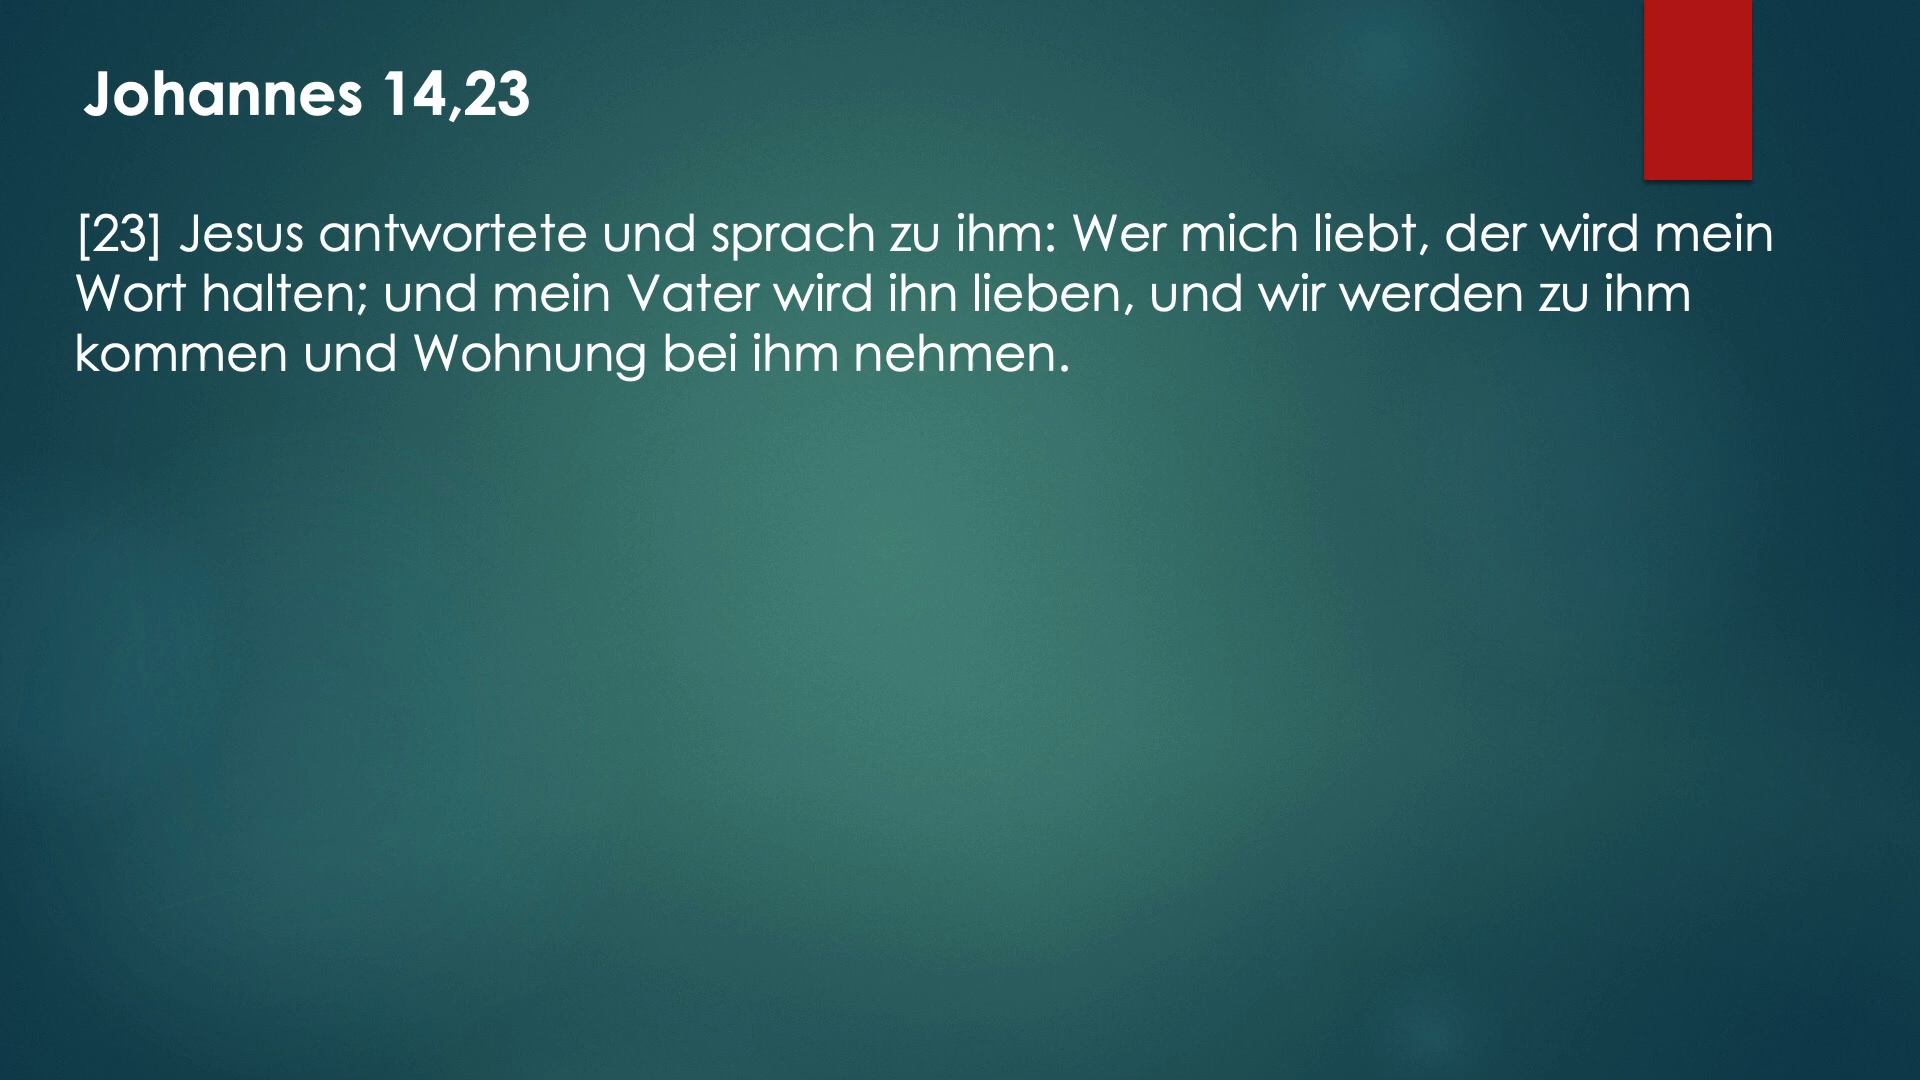 Johannes 14,23
[23] Jesus antwortete und sprach zu ihm: Wer mich liebt, der wird mein
Wort halten; und mein Vater wird ihn lieben, und wir werden zu ihm
kommen und Wohnung bei ihm nehmen.